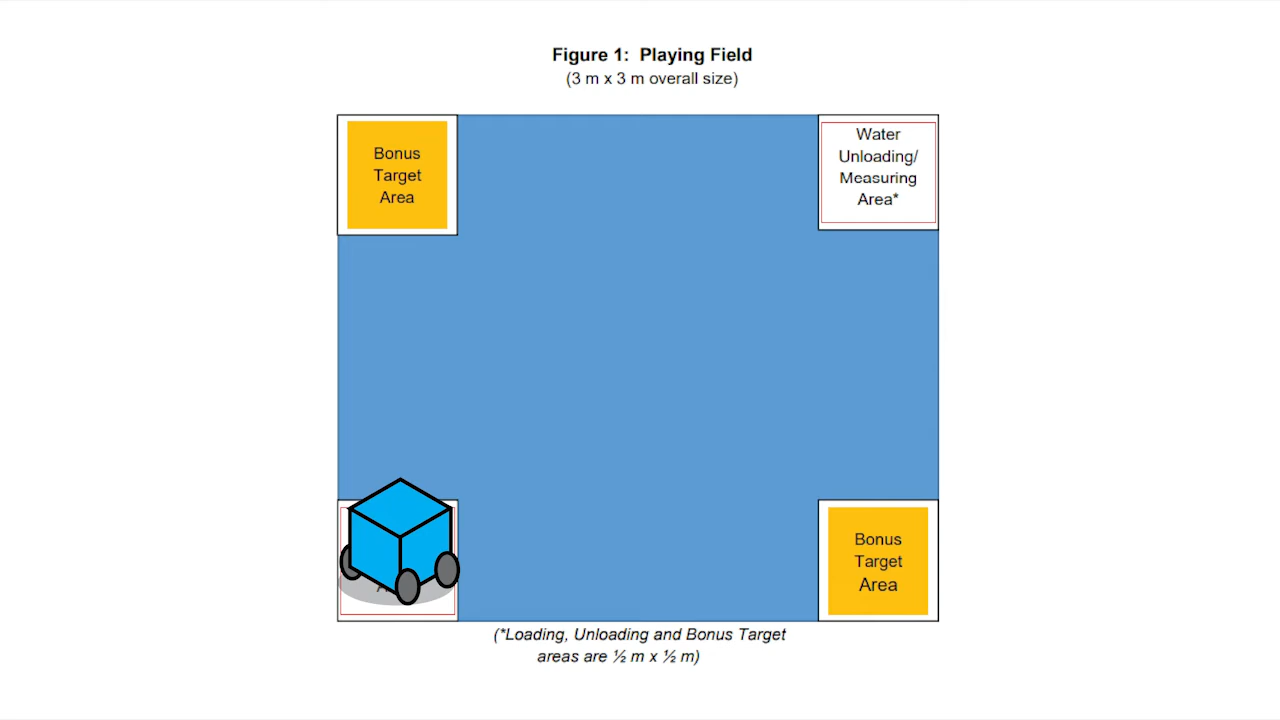 Figure 1: Playing Field
(3 m x 3 m overall size)
Bonus
Target
Area
Water
Unloading/
Measuring
Area*
Bonus
Target
Area
(*Loading, Unloading and Bonus Target
areas are ½ m x ½ m)